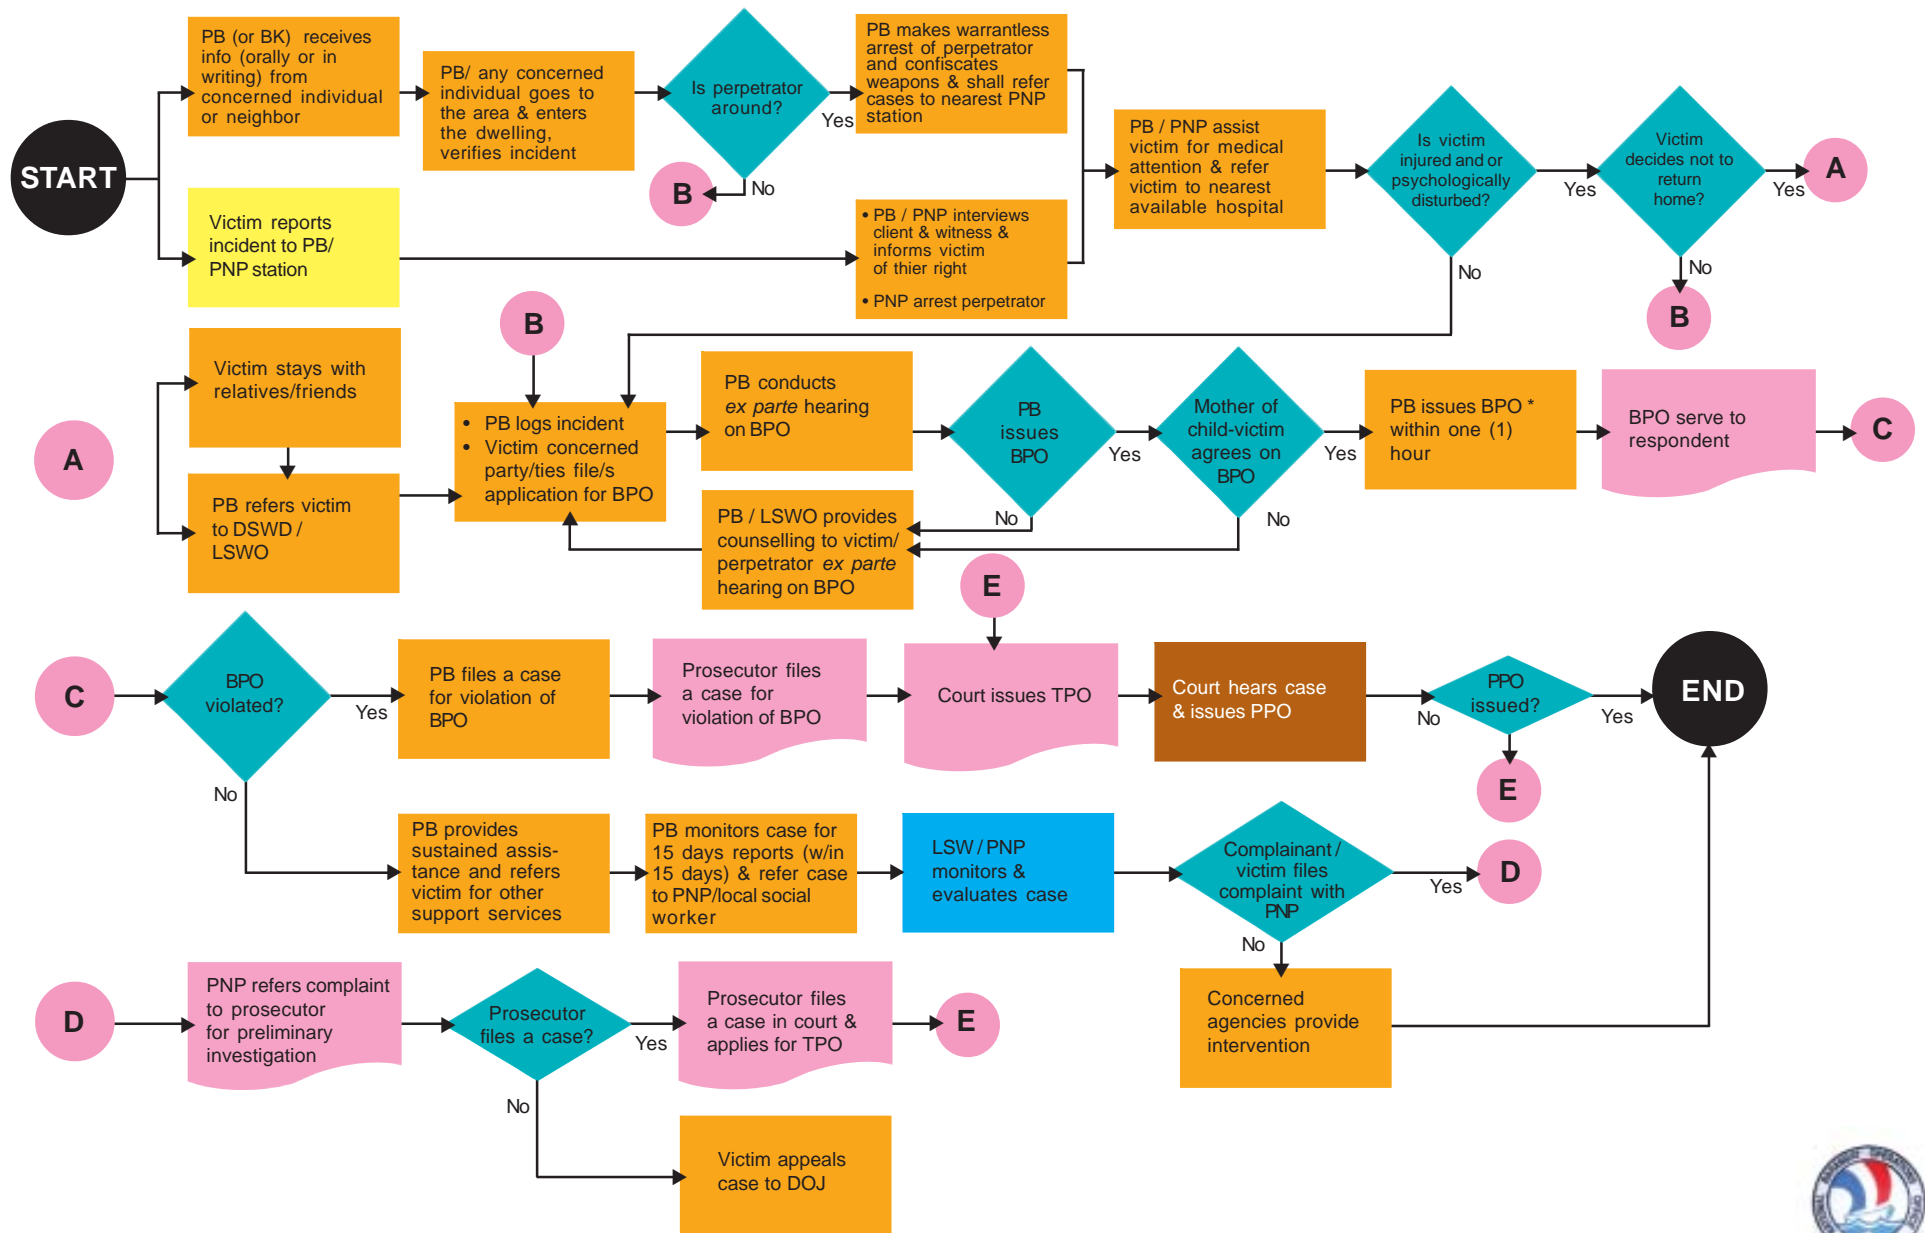 START
PB (or BK) receives
info (orally or in
writing) from
concerned individual
or neighbor
PB/ any concerned
individual goes to
the area & enters
the dwelling,
verifies incident
Is perpetrator
around?
Yes
No
B
PB makes warrantless
arrest of perpetrator
and confiscates
weapons & shall refer
cases to nearest PNP
station
Victim reports
incident to PB/
PNP station
• PB / PNP interviews
client & witness &
informs victim
of thier right
• PNP arrest perpetrator
PB / PNP assist
victim for medical
attention & refer
victim to nearest
available hospital
Is victim
injured and or
psychologically
disturbed?
Yes
No
Victim
decides not to
return
home?
Yes
A
No
B
A
Victim stays with
relatives/friends
PB refers victim
to DSWD /
LSWO
B
• PB logs incident
• Victim concerned
party/ties file/s
application for BPO
PB conducts
ex parte hearing
on BPO
PB
issues
BPO
Yes
No
Mother of
child-victim
agrees on
BPO
Yes
No
PB / LSWO provides
counselling to victim/
perpetrator ex parte
hearing on BPO
PB issues BPO *
within one (1)
hour
BPO serve to
respondent
C
E
C
BPO
violated?
Yes
No
PB files a case
for violation of
BPO
Prosecutor files
a case for
violation of BPO
Court issues TPO
Court hears case
& issues PPO
PPO
issued?
No
Yes
END
E
PB provides
sustained assis-
tance and refers
victim for other
support services
PB monitors case for
15 days reports (w/in
15 days) & refer case
to PNP/local social
worker
LSW / PNP
monitors &
evaluates case
Complainant /
victim files
complaint with
PNP
Yes
D
No
Concerned
agencies provide
intervention
D
PNP refers complaint
to prosecutor
for preliminary
investigation
Prosecutor
files a case?
Yes
No
Prosecutor files
a case in court &
applies for TPO
E
Victim appeals
case to DOJ
BARANGAY OPERATIONS